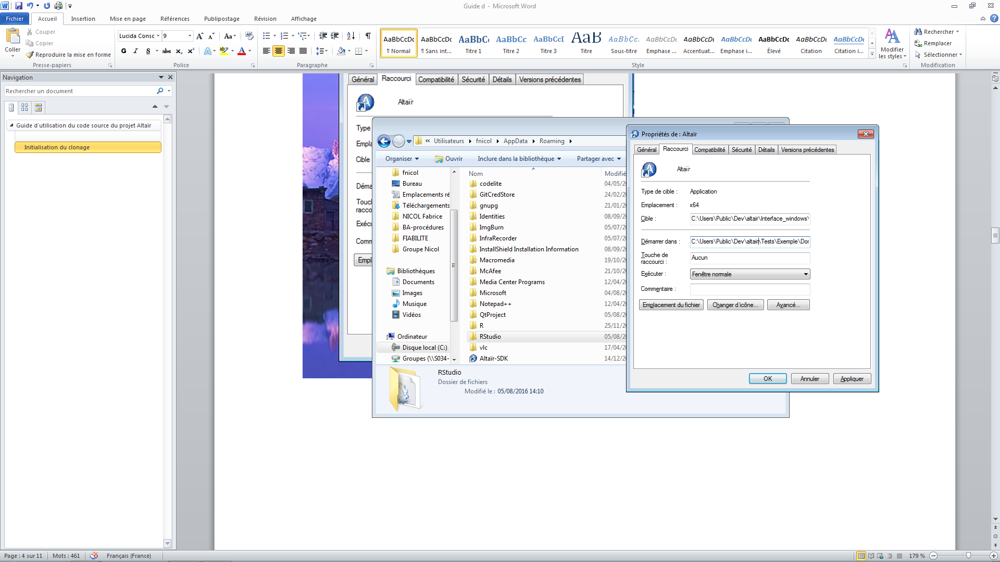 Guide d - Microsoft Word
Fichier
Accueil
Insertion
Mise en page
Références
Publipostage
Révision
Affichage
Coller
Couper
Copier
Reproduire la mise en forme
Presse-papiers
Lucida Consc
9
Police
Paragraphe
AaBbCcDc
AaBbCcDc
AaBbC
AaBbCc
AaBbCcI
AaB
AaBbCc.
AaBbCcDc
AaBbCcDc
AaBbCcDc
AaBbCcDc
AaBbCcDc
AaBbCcDc
¶ Normal
¶ Sans int...
Titre 1
Titre 2
Titre 3
Titre
Sous-titre
Emphase ...
Accentuat...
Emphase i...
Élevé
Citation
Citation i...
Style
Modifier les styles
Rechercher
Remplacer
Sélectionner
Modification
Navigation
Rechercher un document
Guide d'utilisation du code source du projet Altaïr
Initialisation du clonage
Général
Raccourci
Compatibilité
Sécurité
Détails
Versions précédentes
Altaïr
Type
Empla
Cible
Démar
Touc
racco
Exécu
Comm
Empl
« Utilisateurs
fnicol
AppData
Roaming
Organiser
Ouvrir
Inclure dans la bibliothèque
Partager avec
fnicol
Bureau
Emplacements ré
Téléchargements
NICOL Fabrice
BA-procédures
FIABILITE
Groupe Nicol
Bibliothèques
Documents
Images
Musique
Vidéos
Ordinateur
Disque local (C:)
Groupes (\\S034-
Nom
Modifié
codelite 04/05/2
GitCredStore 24/02/2
gnupg 21/01/2
Identities 08/09/2
ImgBurn 05/07/2
InfraRecorder 05/07/2
InstallShield Installation Information 08/09/2
Macromedia 19/10/2
McAfee 21/10/2
Media Center Programs 12/04/2
Microsoft 04/08/2
Notepad++ 12/04/2
QtProject 05/08/2
R 25/11/2
RStudio 05/08/2
vlc 17/04/2
Altaïr-SDK 14/12/2
RStudio
Dossier de fichiers
Modifié le : 05/08/2016 14:10
Propriétés de : Altaïr
Général
Raccourci
Compatibilité
Sécurité
Détails
Versions précédentes
Altaïr
Type de cible : Application
Emplacement : x64
Cible : C:\Users\Public\Dev\altair\Interface_windows\
Démarrer dans : C:\Users\Public\Dev\altair\Tests\Exemple\Dor
Touche de raccourci : Aucun
Exécuter : Fenêtre normale
Commentaire :
Emplacement du fichier
Changer d'icône...
Avancé...
OK
Annuler
Appliquer
Page : 4 sur 11
Mots : 461
Français (France)
179 %